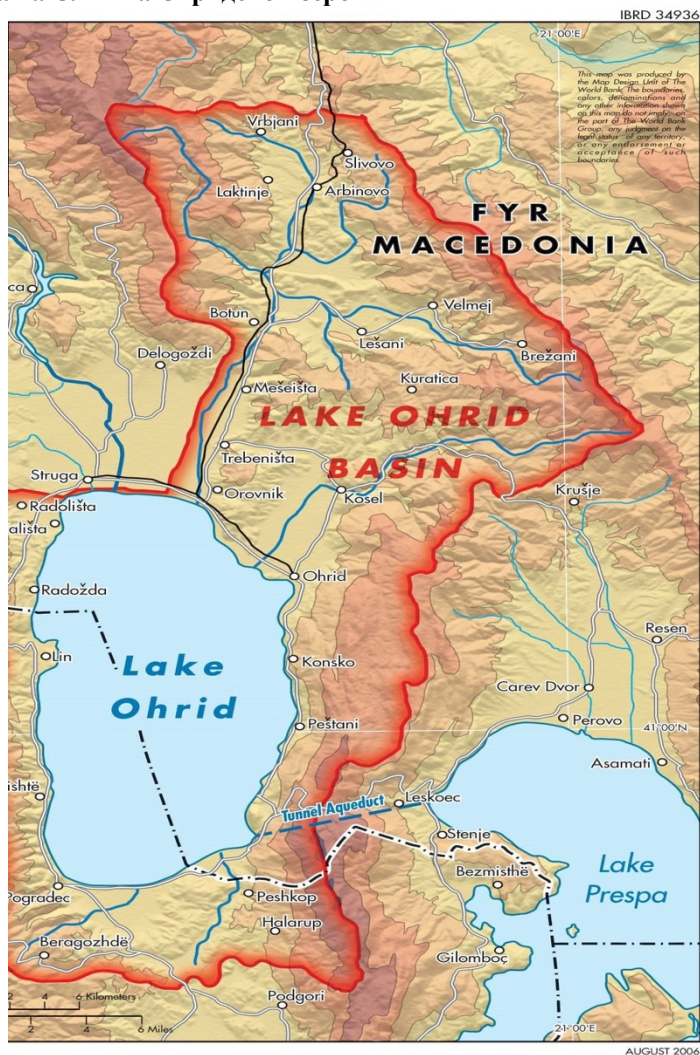 IBRD 34936
21°00'E
This map was produced by
the Map Design Unit of The
World Bank. The boundaries,
colors, denominations and
any other information shown
on this map do not imply, on
the part of The World Bank
Group, any judgment on the
legal status of any territory,
or any endorsement or
acceptance of such
boundaries.
Vrbjani
Slivovo
Laktinje
Arbinovo
FYR
MACEDONIA
ca
Botun
Velmej
Lešani
Brežani
Delogoždi
Mešeišta
Kuratica
LAKE OHRID
BASIN
Trebeništa
Struga
Orovnik
Kosel
Krušje
Radolišta
ališta
Ohrid
Radožda
Resen
Lin
Konsko
Lake
Ohrid
Carev Dvor
Perovo
Peštani
41°00'N
Asamati
ishtë
Tunnel Aqueduct
Leskoec
Stenje
Bezmisthë
Lake
Prespa
Pogradec
Peshkop
Halarup
Beragozhdë
Gilomboç
2 4 6 Kilometers
2 4 6 Miles
Podgori
21°00'E
AUGUST 2006